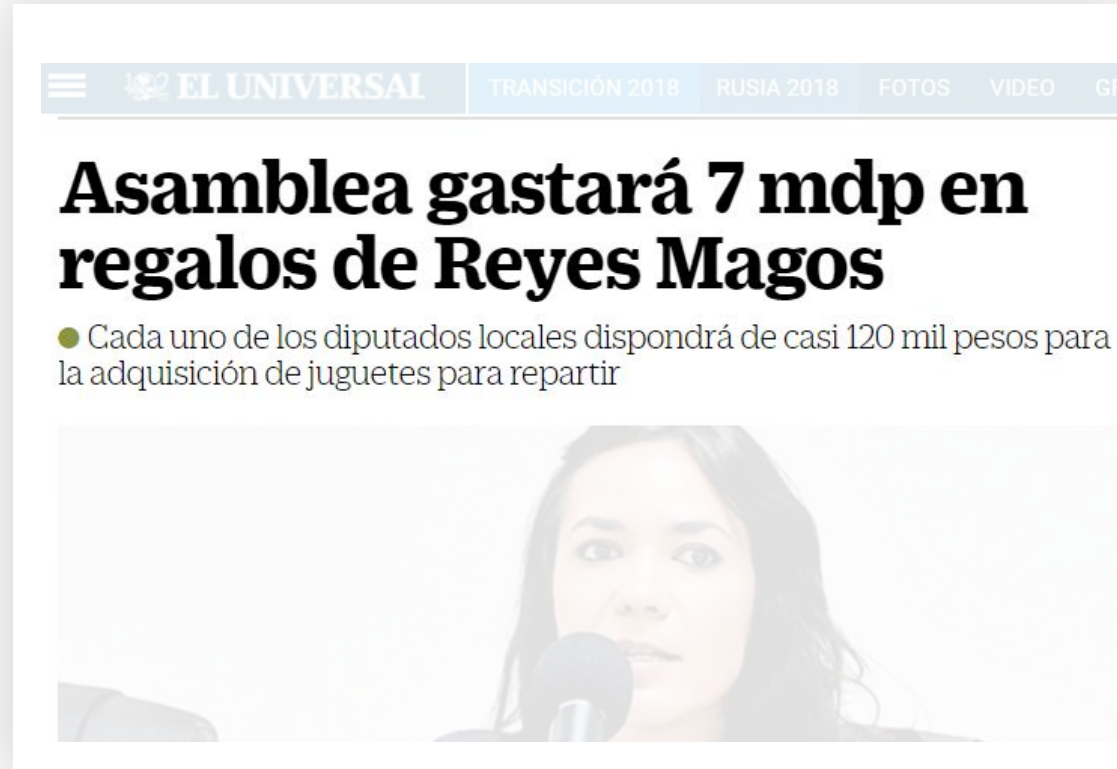 EL UNIVERSAL TRANSICIÓN 2018 RUSIA 2018 FOTOS VIDEO
Asamblea gastará 7 mdp en
regalos de Reyes Magos
Cada uno de los diputados locales dispondrá de casi 120 mil pesos para
la adquisición de juguetes para repartir